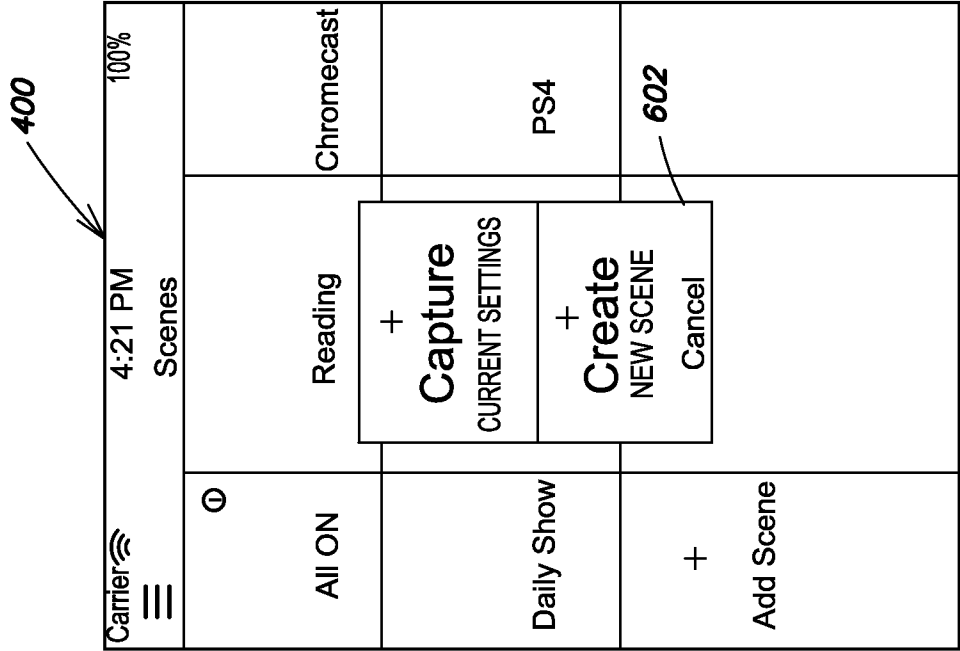 400
Carrier 4:21 PM 100%
Scenes
All ON Reading Chromecast
+
Capture
CURRENT SETTINGS
Daily Show PS4
+
Create
NEW SCENE
Cancel
602
+
Add Scene